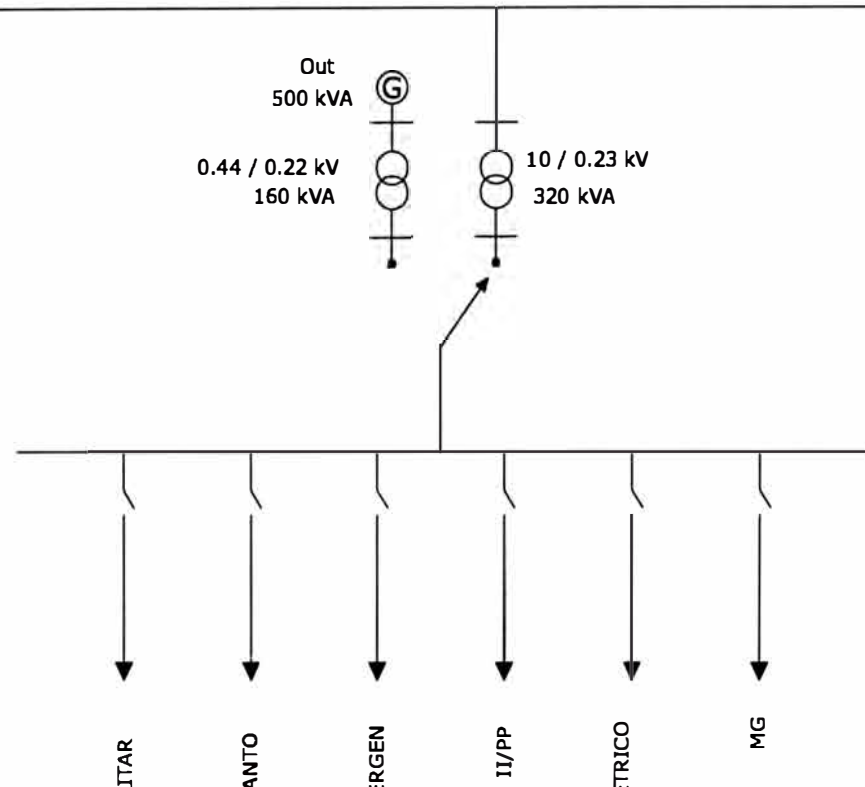 Out
500 kVA
G
0.44 / 0.22 kV
160 kVA
10 / 0.23 kV
320 kVA
ITAR
ANTO
ERGEN
II/PP
TRICO
MG